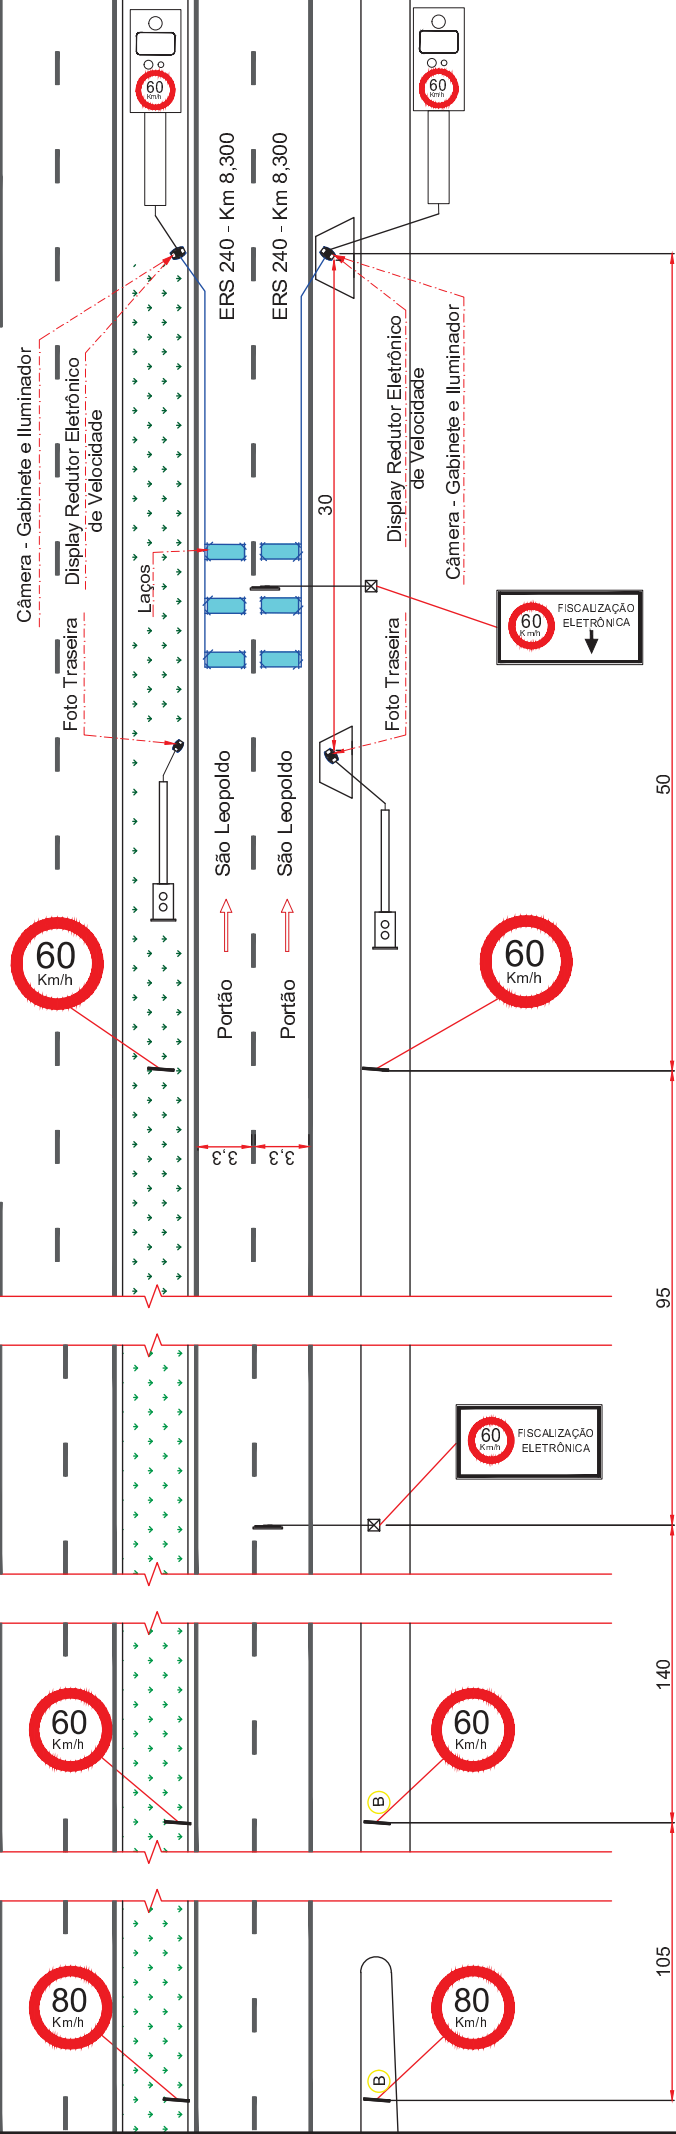 60
Km/h
60
Km/h
ERS 240 - Km 8,300
ERS 240 - Km 8,300
Câmera - Gabinete e Iluminador
Display Redutor Eletrônico
de Velocidade
Display Redutor Eletrônico
de Velocidade
Câmera - Gabinete e Iluminador
30
Laços
Foto Traseira
Foto Traseira
60
Km/h
FISCALIZAÇÃO
ELETRÔNICA
São Leopoldo
São Leopoldo
50
60
Km/h
60
Km/h
Portão
Portão
3,3
3,3
95
60
Km/h
FISCALIZAÇÃO
ELETRÔNICA
140
60
Km/h
60
Km/h
B
105
80
Km/h
80
Km/h
B